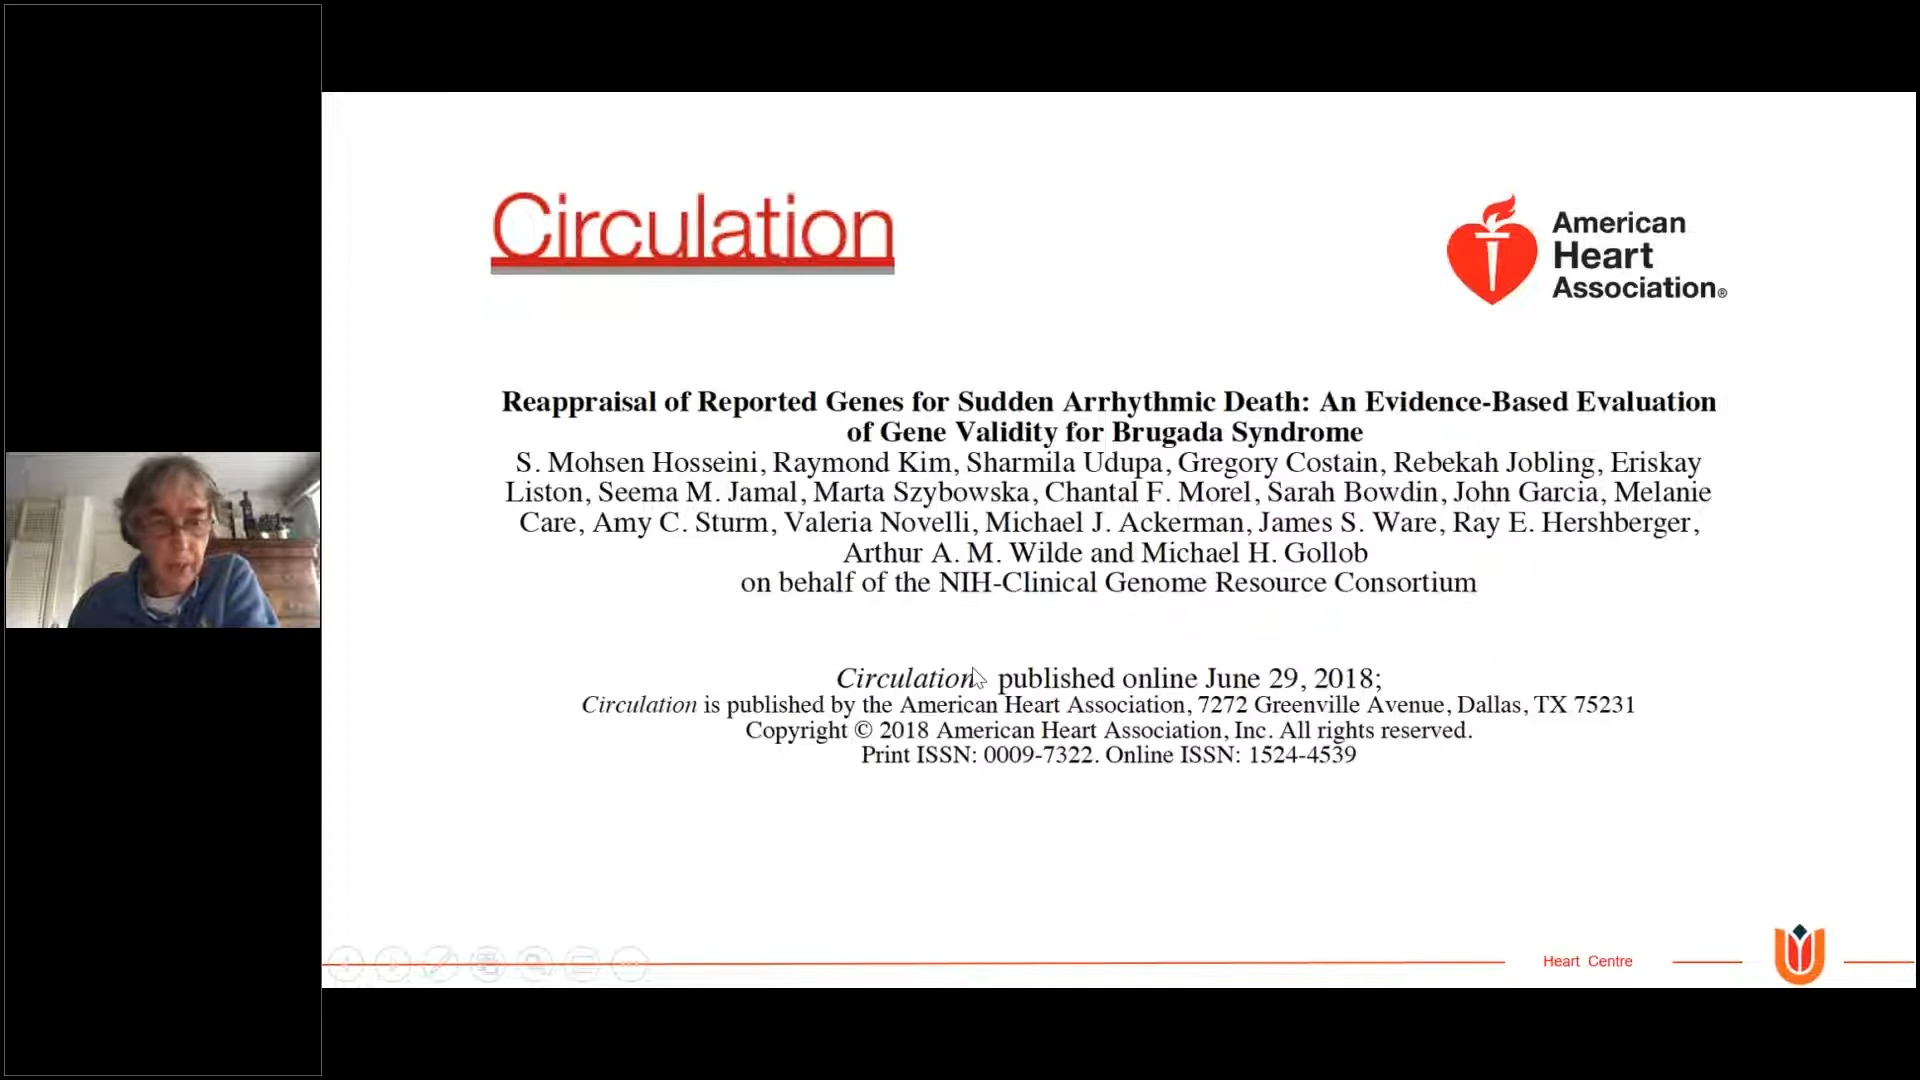 Circulation
American
Heart
Association®
Reappraisal of Reported Genes for Sudden Arrhythmic Death: An Evidence-Based Evaluation
of Gene Validity for Brugada Syndrome
S. Mohsen Hosseini, Raymond Kim, Sharmila Udupa, Gregory Costain, Rebekah Jobling, Eriskay
Liston, Seema M. Jamal, Marta Szybowska, Chantal F. Morel, Sarah Bowdin, John Garcia, Melanie
Care, Amy C. Sturm, Valeria Novelli, Michael J. Ackerman, James S. Ware, Ray E. Hershberger,
Arthur A. M. Wilde and Michael H. Gollob
on behalf of the NIH-Clinical Genome Resource Consortium
Circulation published online June 29, 2018;
Circulation is published by the American Heart Association, 7272 Greenville Avenue, Dallas, TX 75231
Copyright © 2018 American Heart Association, Inc. All rights reserved.
Print ISSN: 0009-7322. Online ISSN: 1524-4539
Heart Centre